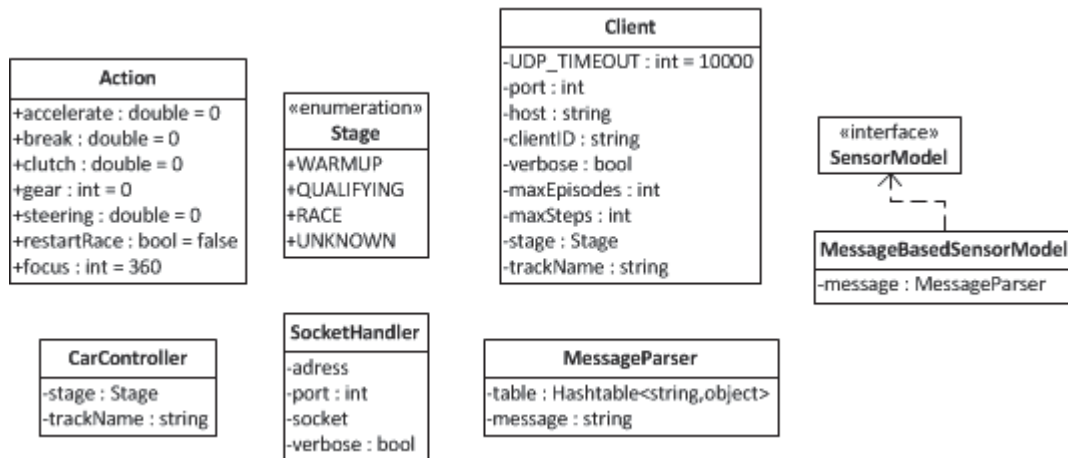 Action
+accelerate : double = 0
+break : double = 0
+clutch : double = 0
+gear : int = 0
+steering : double = 0
+restartRace : bool = false
+focus : int = 360
«enumeration»
Stage
+WARMUP
+QUALIFYING
+RACE
+UNKNOWN
Client
-UDP_TIMEOUT : int = 10000
-port : int
-host : string
-clientID : string
-verbose : bool
-maxEpisodes : int
-maxSteps : int
-stage : Stage
-trackName : string
«interface»
SensorModel
MessageBasedSensorModel
-message : MessageParser
CarController
-stage : Stage
-trackName : string
SocketHandler
-adress
-port : int
-socket
-verbose : bool
MessageParser
-table : Hashtable<string,object>
-message : string